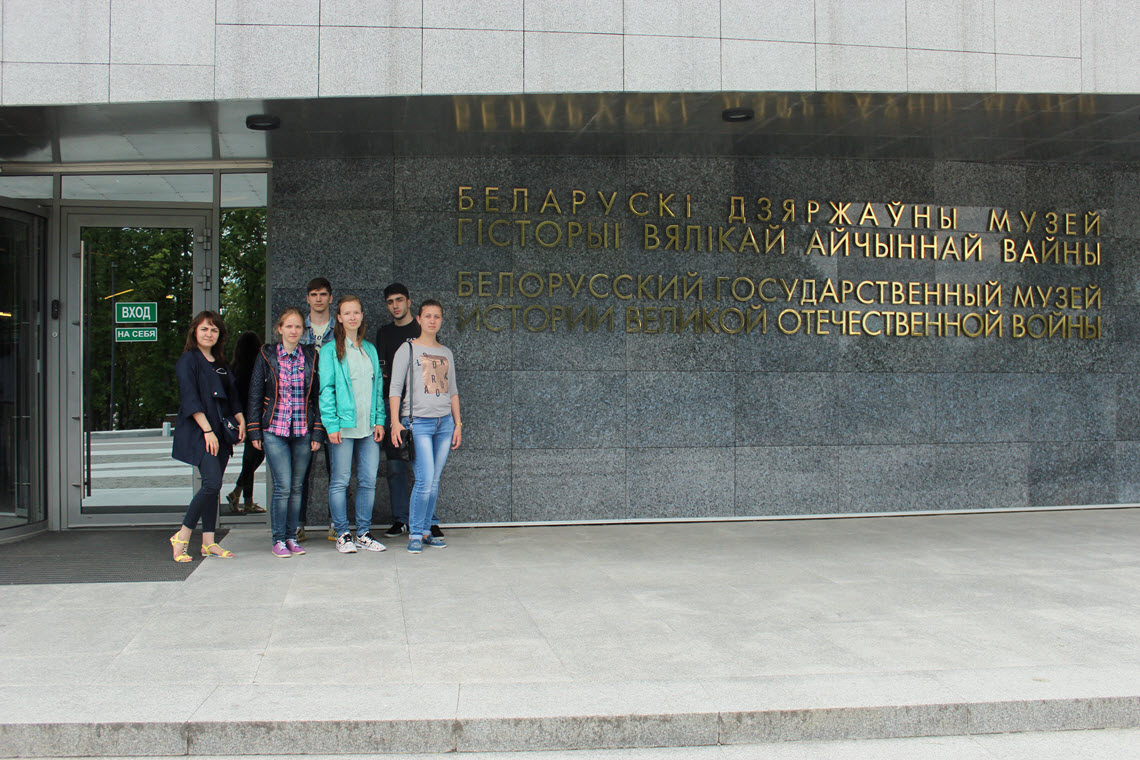 БЕЛАРУСКІ ДЗЯРЖАЎНЫ МУЗЕЙ
ГІСТОРЫІ ВЯЛІКАЙ АЙЧЫННАЙ ВАЙНЫ
БЕЛОРУССКИЙ ГОСУДАРСТВЕННЫЙ МУЗЕЙ
ИСТОРИИ ВЕЛИКОЙ ОТЕЧЕСТВЕННОЙ ВОЙНЫ
ВХОД
НА СЕБЯ